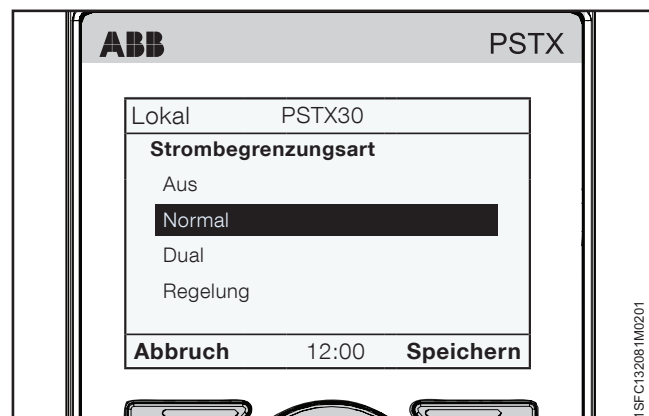 ABB PSTX
Lokal PSTX30
Strombegrenzungsart
Aus
Normal
Dual
Regelung
Abbruch 12:00 Speichern
1SFC132081M0201